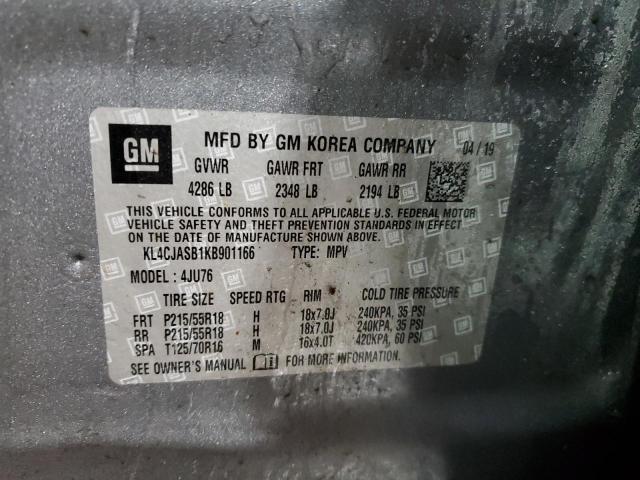 GM
MFD BY GM KOREA COMPANY 04/19
GVWR GAWR FRT GAWR RR
4286 LB 2348 LB 2194 LB
THIS VEHICLE CONFORMS TO ALL APPLICABLE U.S. FEDERAL MOTOR
VEHICLE SAFETY AND THEFT PREVENTION STANDARDS IN EFFECT
ON THE DATE OF MANUFACTURE SHOWN ABOVE.
KL4CJASB1KB901166 TYPE: MPV
MODEL : 4JU76
TIRE SIZE SPEED RTG RIM COLD TIRE PRESSURE
FRT P215/55R18 H 18x7.0J 240KPA, 35 PSI
RR P215/55R18 H 18x7.0J 240KPA, 35 PSI
SPA T125/70R16 M 16x4.0T 420KPA, 60 PSI
SEE OWNER'S MANUAL FOR MORE INFORMATION.